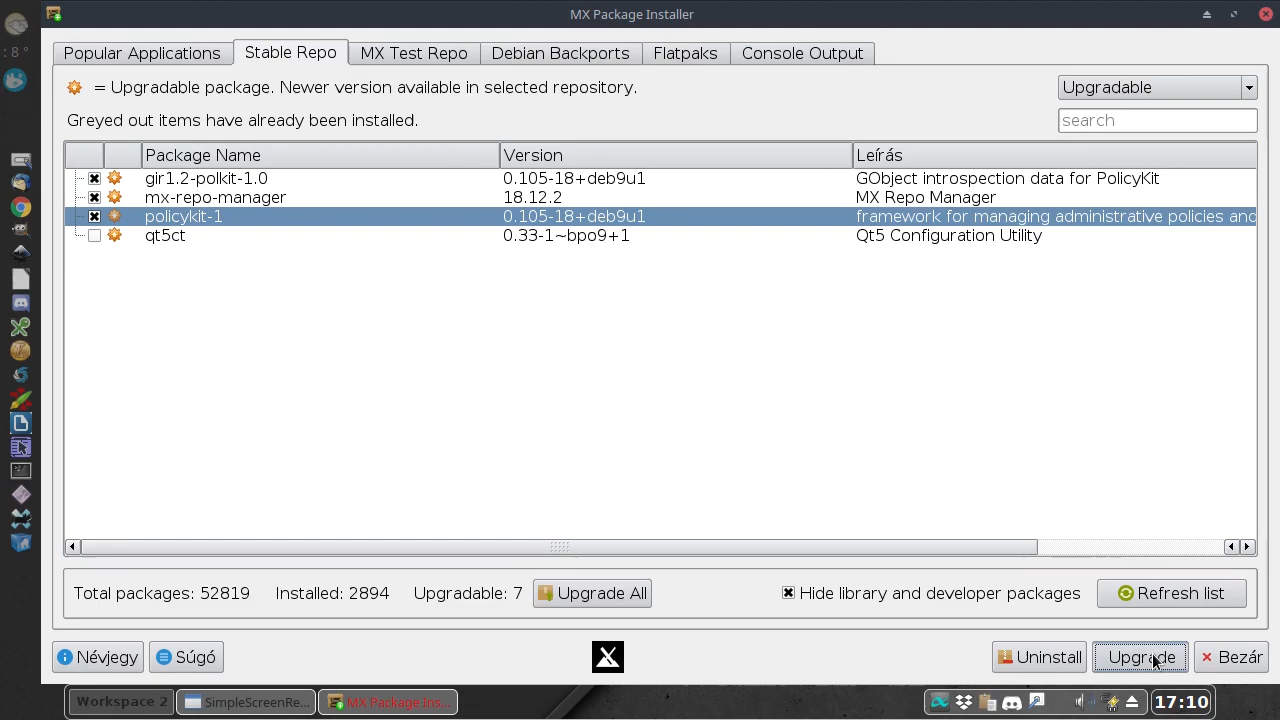 MX Package Installer
Popular Applications
Stable Repo
MX Test Repo
Debian Backports
Flatpaks
Console Output
= Upgradable package. Newer version available in selected repository.
Upgradable
Greyed out items have already been installed.
search
Package Name Version Leírás
gir1.2-polkit-1.0 0.105-18+deb9u1 GObject introspection data for PolicyKit
mx-repo-manager 18.12.2 MX Repo Manager
policykit-1 0.105-18+deb9u1 framework for managing administrative policies and
qt5ct 0.33-1~bpo9+1 Qt5 Configuration Utility
Total packages: 52819 Installed: 2894 Upgradable: 7 Upgrade All Hide library and developer packages Refresh list
Névjegy Súgó Uninstall Upgrade Bezár
Workspace 2 SimpleScreenRe... MX Package Ins... 17:10